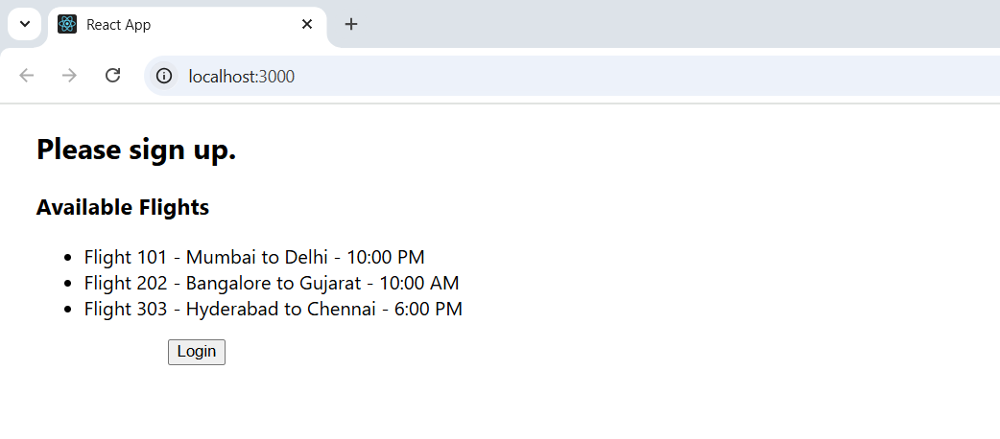 React App
localhost:3000
Please sign up.
Available Flights
Flight 101 - Mumbai to Delhi - 10:00 PM
Flight 202 - Bangalore to Gujarat - 10:00 AM
Flight 303 - Hyderabad to Chennai - 6:00 PM
Login